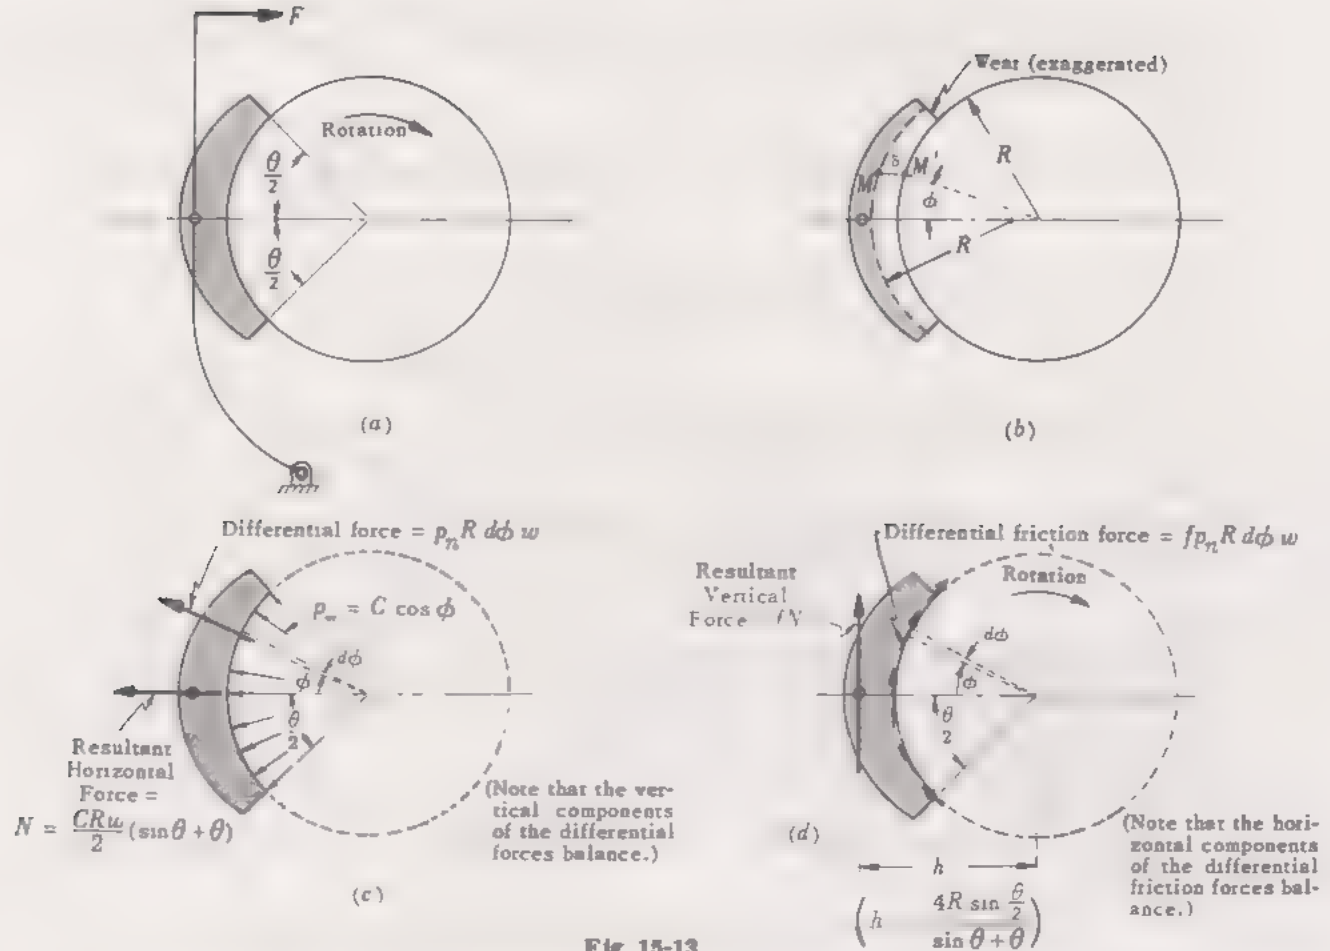 F
Rotation
θ/2
θ/2
(a)
Wear (exaggerated)
R
δ
M
M'
ϕ
R
(b)
Differential force = pₙR dϕ w
= C cos ϕ
dϕ
ϕ
θ/2
Resultant
Horizontal
Force =
N = CRw/2 (sin θ + θ)
(Note that the ver-
tical components
of the differential
forces balance.)
(c)
Differential friction force = fpₙR dϕ w
Resultant
Vertical
Force fN
Rotation
dϕ
ϕ
θ
2
(d)
h
(h 4R sin θ/2 / sin θ + θ)
(Note that the hori-
zontal components
of the differential
friction forces bal-
ance.)
Fig. 15-13